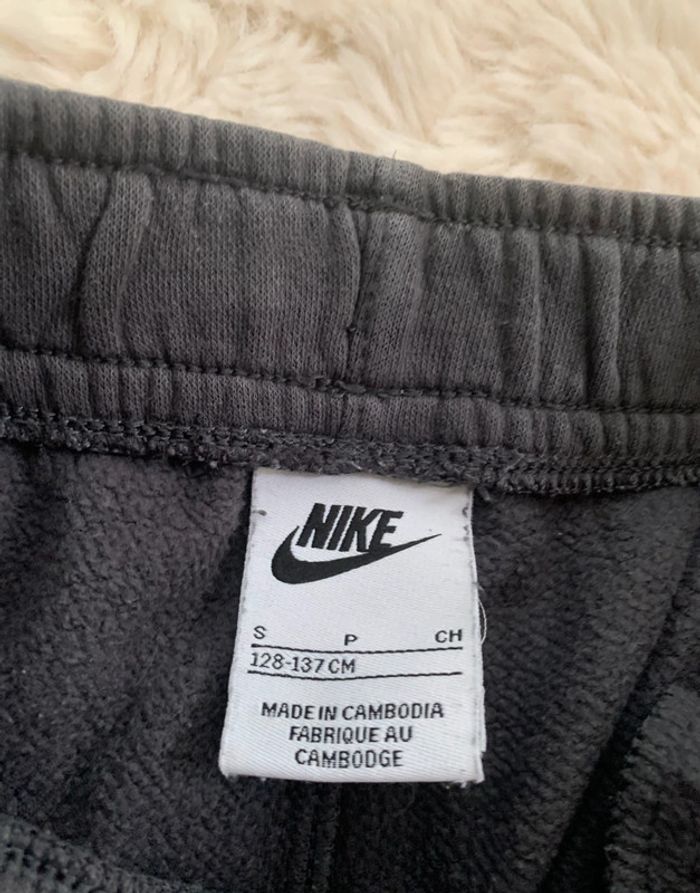 NIKE
S P CH
128-137 CM
MADE IN CAMBODIA
FABRIQUE AU
CAMBODGE